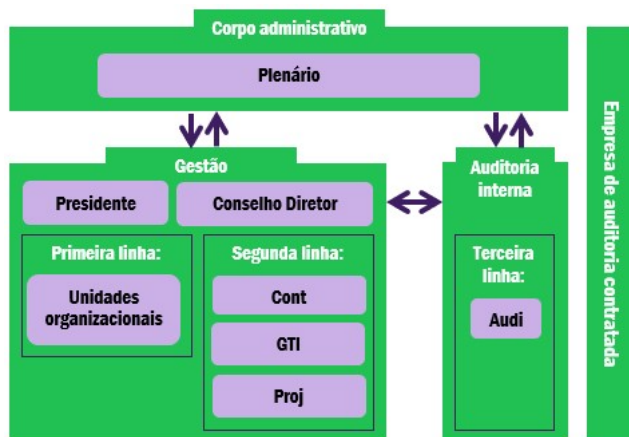 Corpo administrativo
Plenário
Gestão
Presidente
Conselho Diretor
Primeira linha:
Unidades
organizacionais
Segunda linha:
Cont
GTI
Proj
Auditoria
interna
Terceira
linha:
Audi
Empresa de auditoria contratada